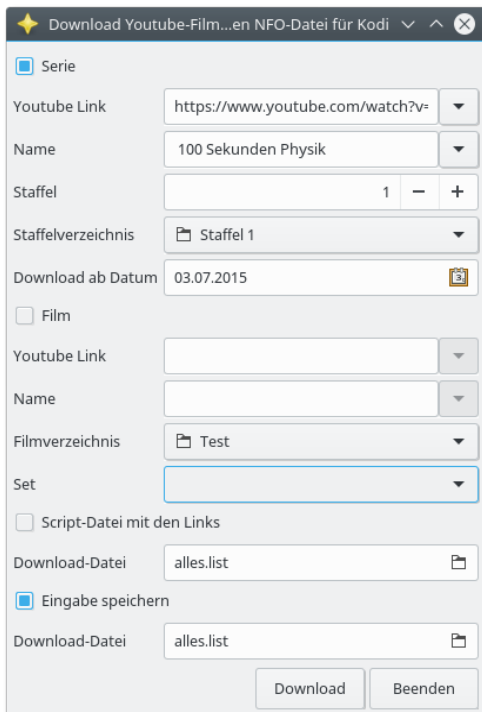 Download Youtube-Film...en NFO-Datei für Kodi
Serie
Youtube Link https://www.youtube.com/watch?v=
Name 100 Sekunden Physik
Staffel 1 − +
Staffelverzeichnis Staffel 1
Download ab Datum 03.07.2015
Film
Youtube Link
Name
Filmverzeichnis Test
Set
Script-Datei mit den Links
Download-Datei alles.list
Eingabe speichern
Download-Datei alles.list
Download Beenden